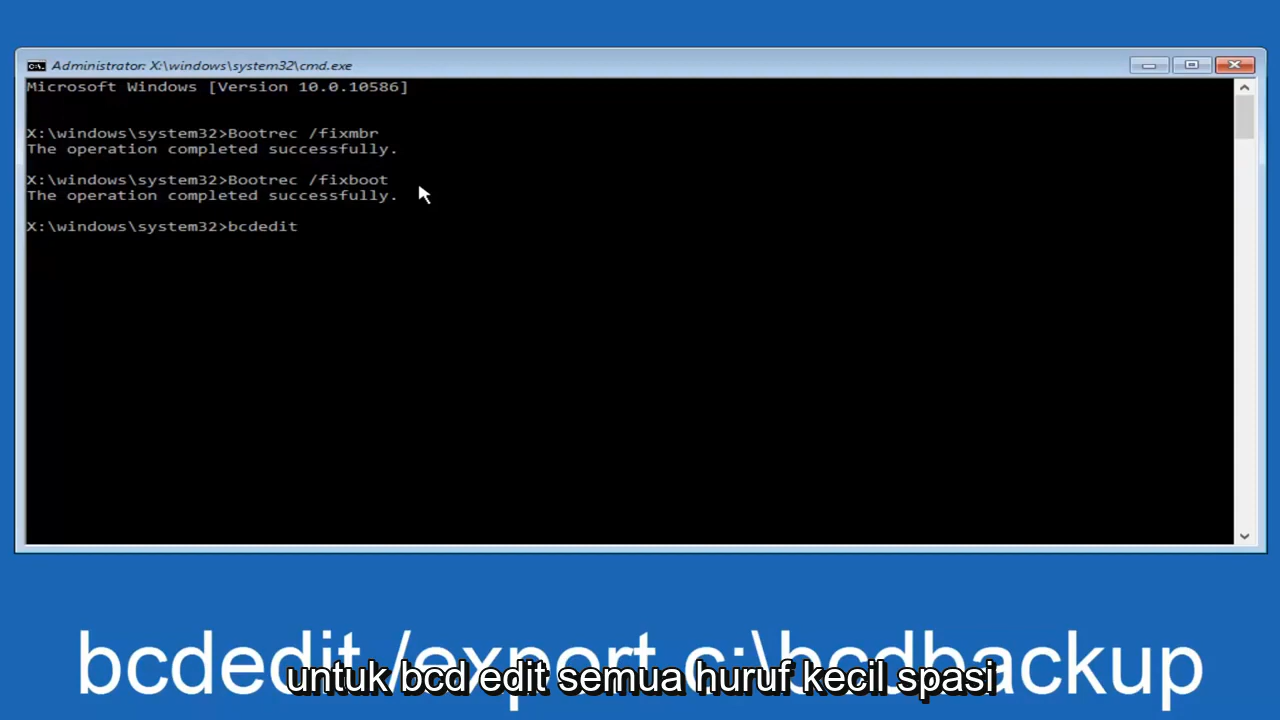 Administrator: X:\windows\system32\cmd.exe
Microsoft Windows [Version 10.0.10586]
X:\windows\system32>Bootrec /fixmbr
The operation completed successfully.
X:\windows\system32>Bootrec /fixboot
The operation completed successfully.
X:\windows\system32>bcdedit
bcdedit /export c:\bcdbackup
untuk bcd edit semua huruf kecil spasi